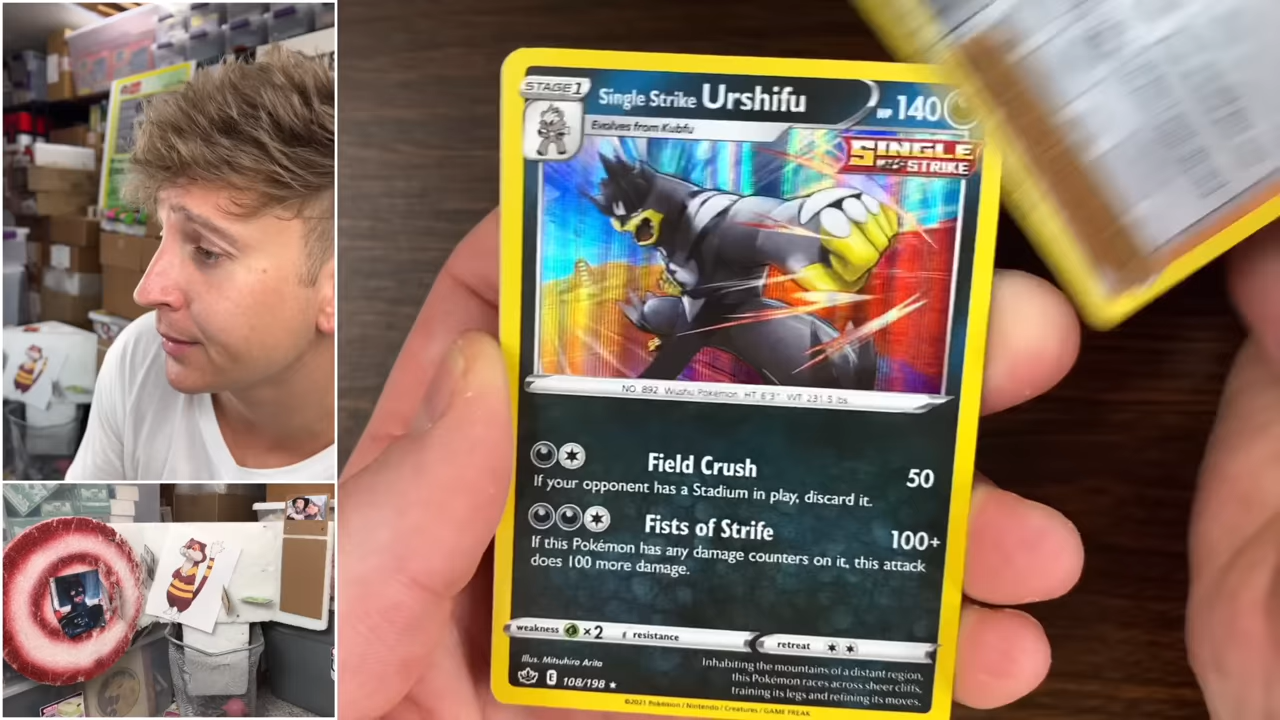 STAGE 1
Single Strike Urshifu
HP 140
Evolves from Kubfu
SINGLE
STRIKE
NO. 892 Wushu Pokémon HT 6'3" WT 231.5 lbs.
Field Crush 50
If your opponent has a Stadium in play, discard it.
Fists of Strife 100+
If this Pokémon has any damage counters on it, this attack
does 100 more damage.
weakness ×2 resistance retreat
Illus. Mitsuhiro Arita
E 108/198 ★
Inhabiting the mountains of a distant region,
this Pokémon races across sheer cliffs,
training its legs and refining its moves.
©2021 Pokémon / Nintendo / Creatures / GAME FREAK